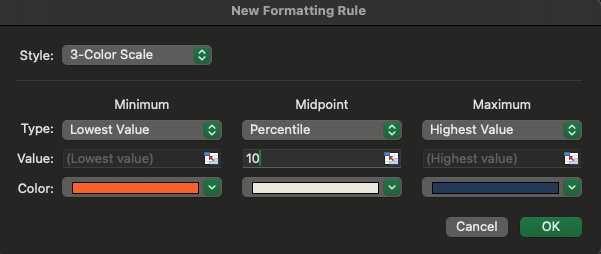 New Formatting Rule
Style: 3-Color Scale
Minimum Midpoint Maximum
Type: Lowest Value Percentile Highest Value
Value: (Lowest value) 10 (Highest value)
Color:
Cancel OK